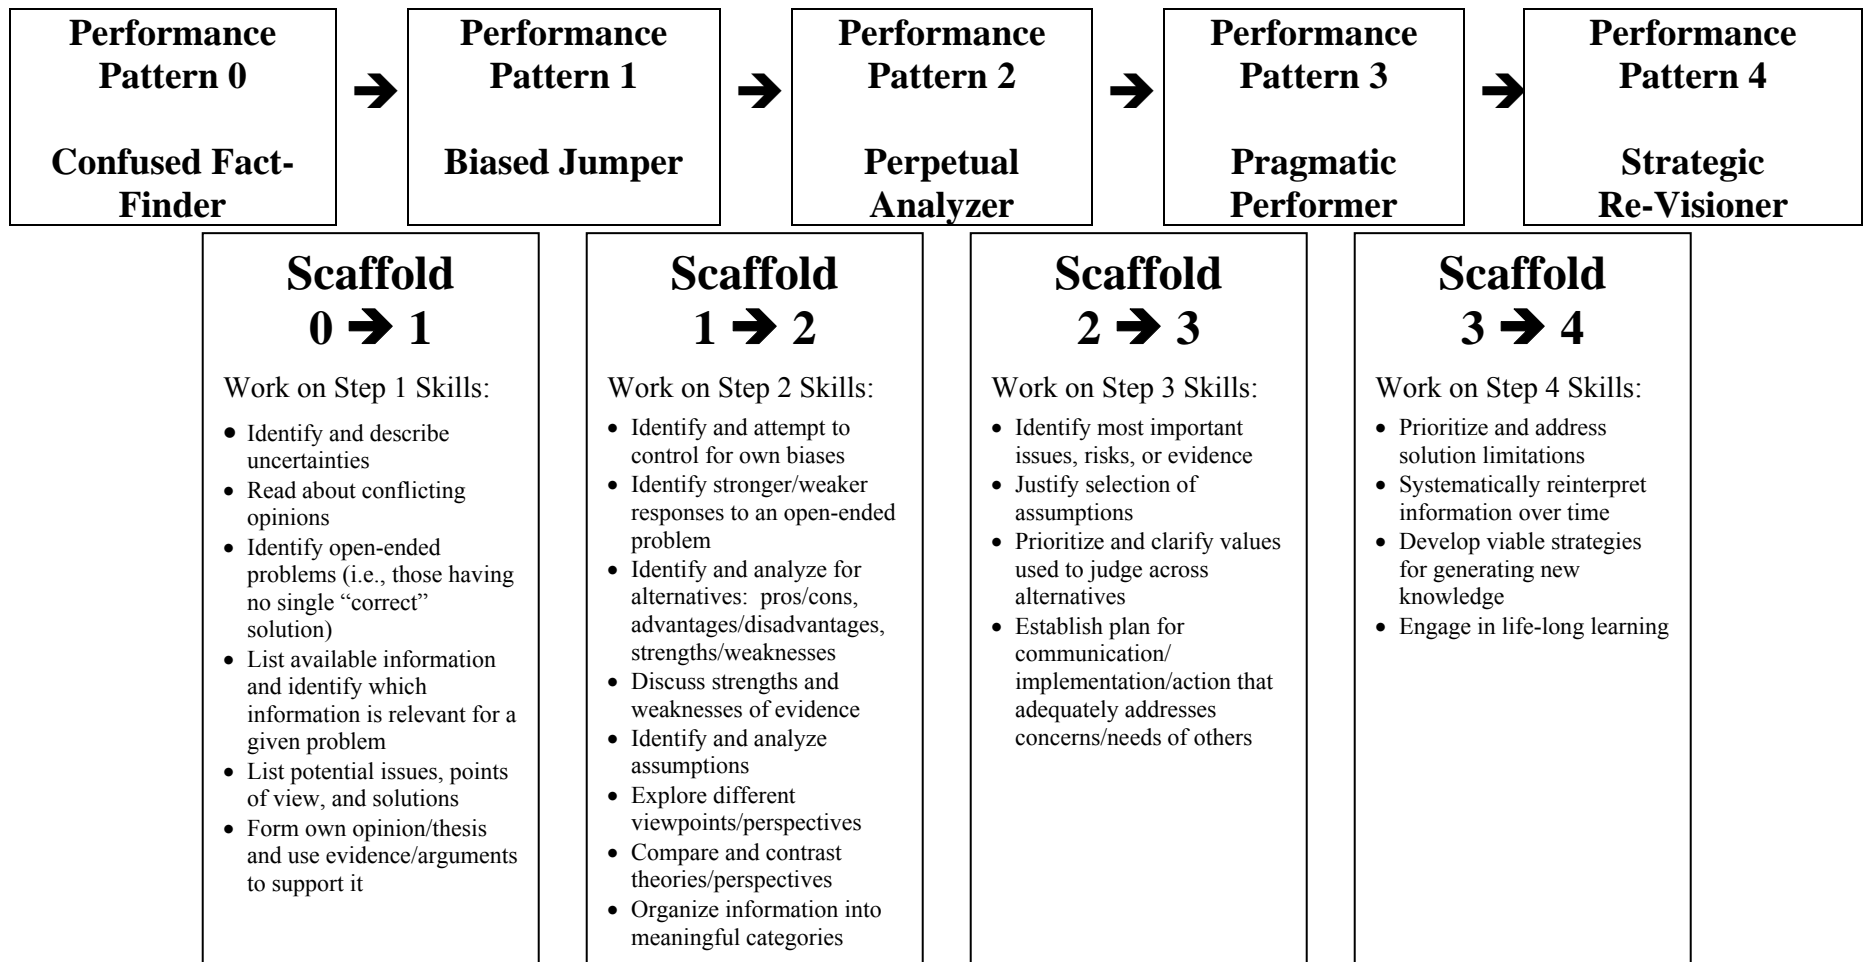 Performance
Pattern 0
Confused Fact-
Finder
➔
Performance
Pattern 1
Biased Jumper
➔
Performance
Pattern 2
Perpetual
Analyzer
➔
Performance
Pattern 3
Pragmatic
Performer
➔
Performance
Pattern 4
Strategic
Re-Visioner
Scaffold
0 ➔ 1
Work on Step 1 Skills:
• Identify and describe
uncertainties
• Read about conflicting
opinions
• Identify open-ended
problems (i.e., those having
no single “correct”
solution)
• List available information
and identify which
information is relevant for a
given problem
• List potential issues, points
of view, and solutions
• Form own opinion/thesis
and use evidence/arguments
to support it
Scaffold
1 ➔ 2
Work on Step 2 Skills:
• Identify and attempt to
control for own biases
• Identify stronger/weaker
responses to an open-ended
problem
• Identify and analyze for
alternatives:  pros/cons,
advantages/disadvantages,
strengths/weaknesses
• Discuss strengths and
weaknesses of evidence
• Identify and analyze
assumptions
• Explore different
viewpoints/perspectives
• Compare and contrast
theories/perspectives
• Organize information into
meaningful categories
Scaffold
2 ➔ 3
Work on Step 3 Skills:
• Identify most important
issues, risks, or evidence
• Justify selection of
assumptions
• Prioritize and clarify values
used to judge across
alternatives
• Establish plan for
communication/
implementation/action that
adequately addresses
concerns/needs of others
Scaffold
3 ➔ 4
Work on Step 4 Skills:
• Prioritize and address
solution limitations
• Systematically reinterpret
information over time
• Develop viable strategies
for generating new
knowledge
• Engage in life-long learning